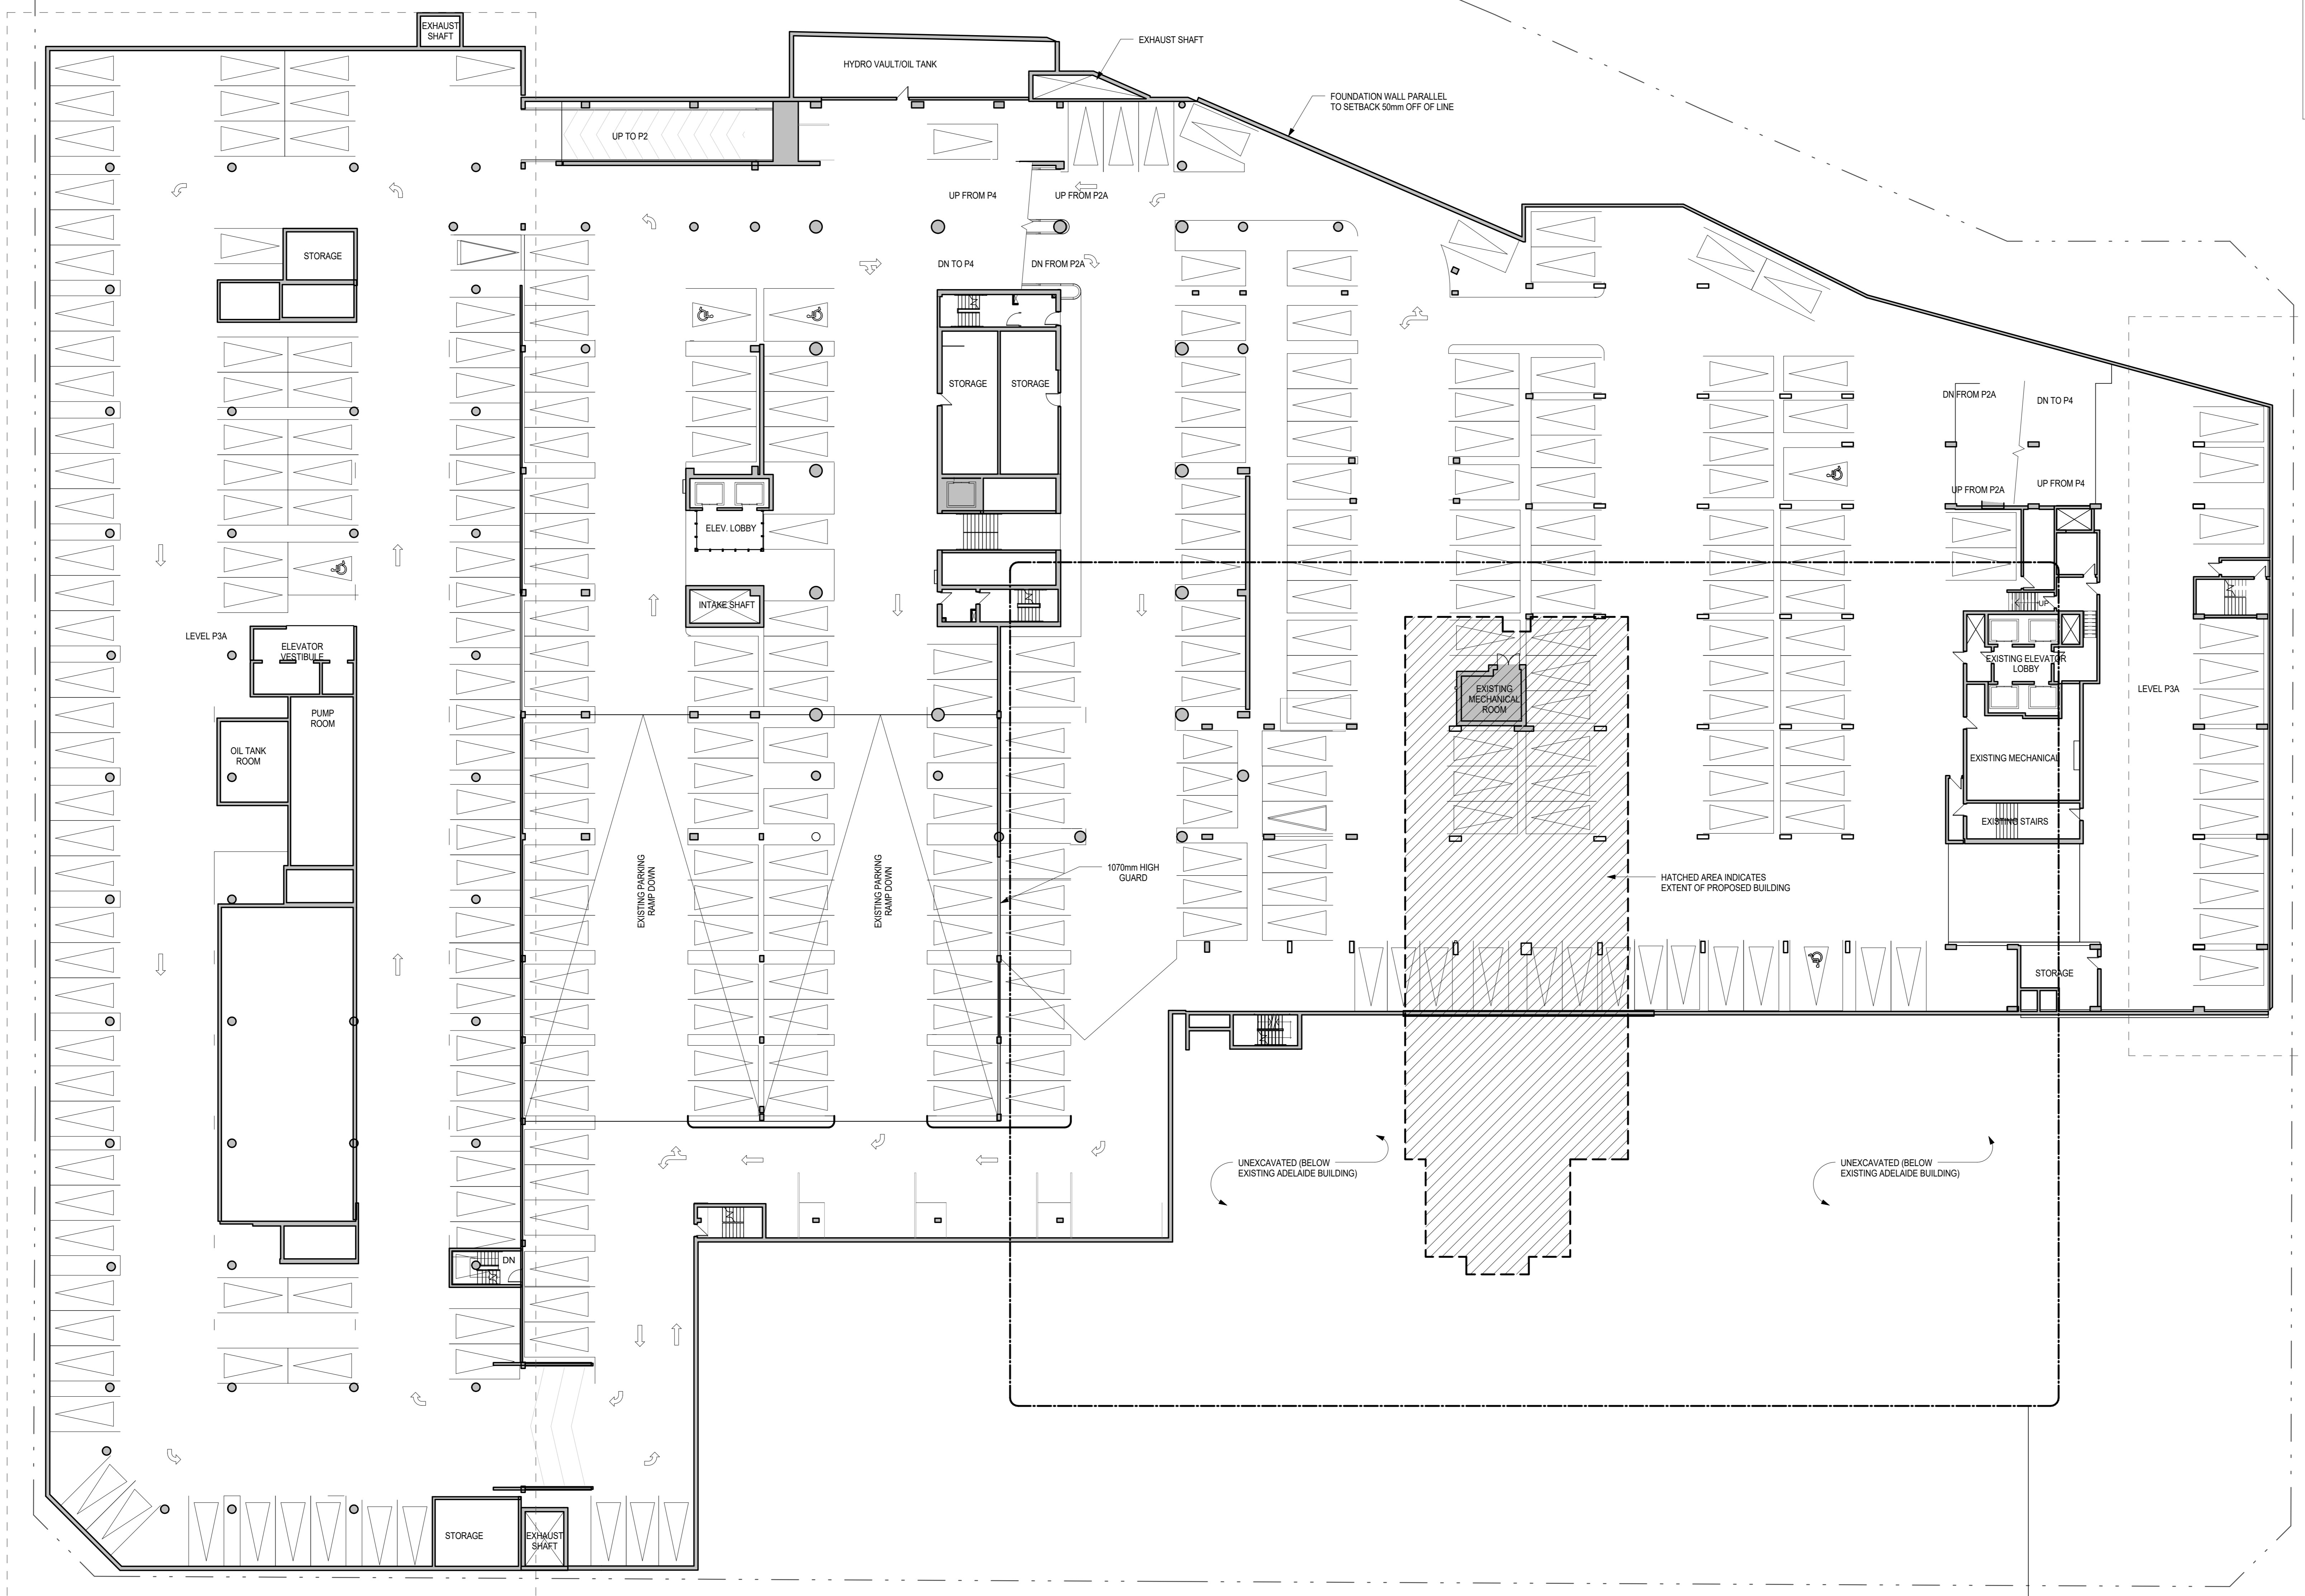 EXHAUST
SHAFT
HYDRO VAULT/OIL TANK
EXHAUST SHAFT
FOUNDATION WALL PARALLEL
TO SETBACK 50mm OFF OF LINE
UP TO P2
UP FROM P4
UP FROM P2A
STORAGE
DN TO P4
DN FROM P2A
STORAGE
STORAGE
DN FROM P2A
DN TO P4
UP FROM P2A
UP FROM P4
ELEV. LOBBY
INTAKE SHAFT
UP
LEVEL P3A
ELEVATOR
VESTIBULE
EXISTING ELEVATOR
LOBBY
LEVEL P3A
EXISTING
MECHANICAL
ROOM
PUMP
ROOM
OIL TANK
ROOM
EXISTING MECHANICAL
EXISTING STAIRS
EXISTING PARKING
RAMP DOWN
EXISTING PARKING
RAMP DOWN
1070mm HIGH
GUARD
HATCHED AREA INDICATES
EXTENT OF PROPOSED BUILDING
STORAGE
UNEXCAVATED (BELOW
EXISTING ADELAIDE BUILDING)
UNEXCAVATED (BELOW
EXISTING ADELAIDE BUILDING)
DN
STORAGE
EXHAUST
SHAFT